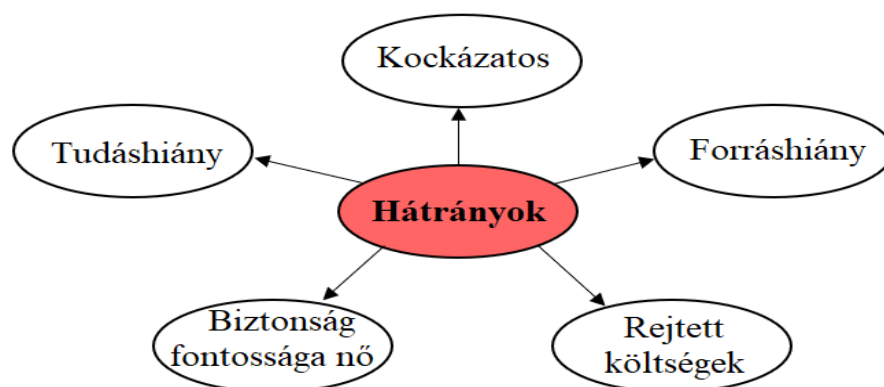 Kockázatos
Tudáshiány
Forráshiány
Hátrányok
Biztonság
fontossága nő
Rejtett
költségek